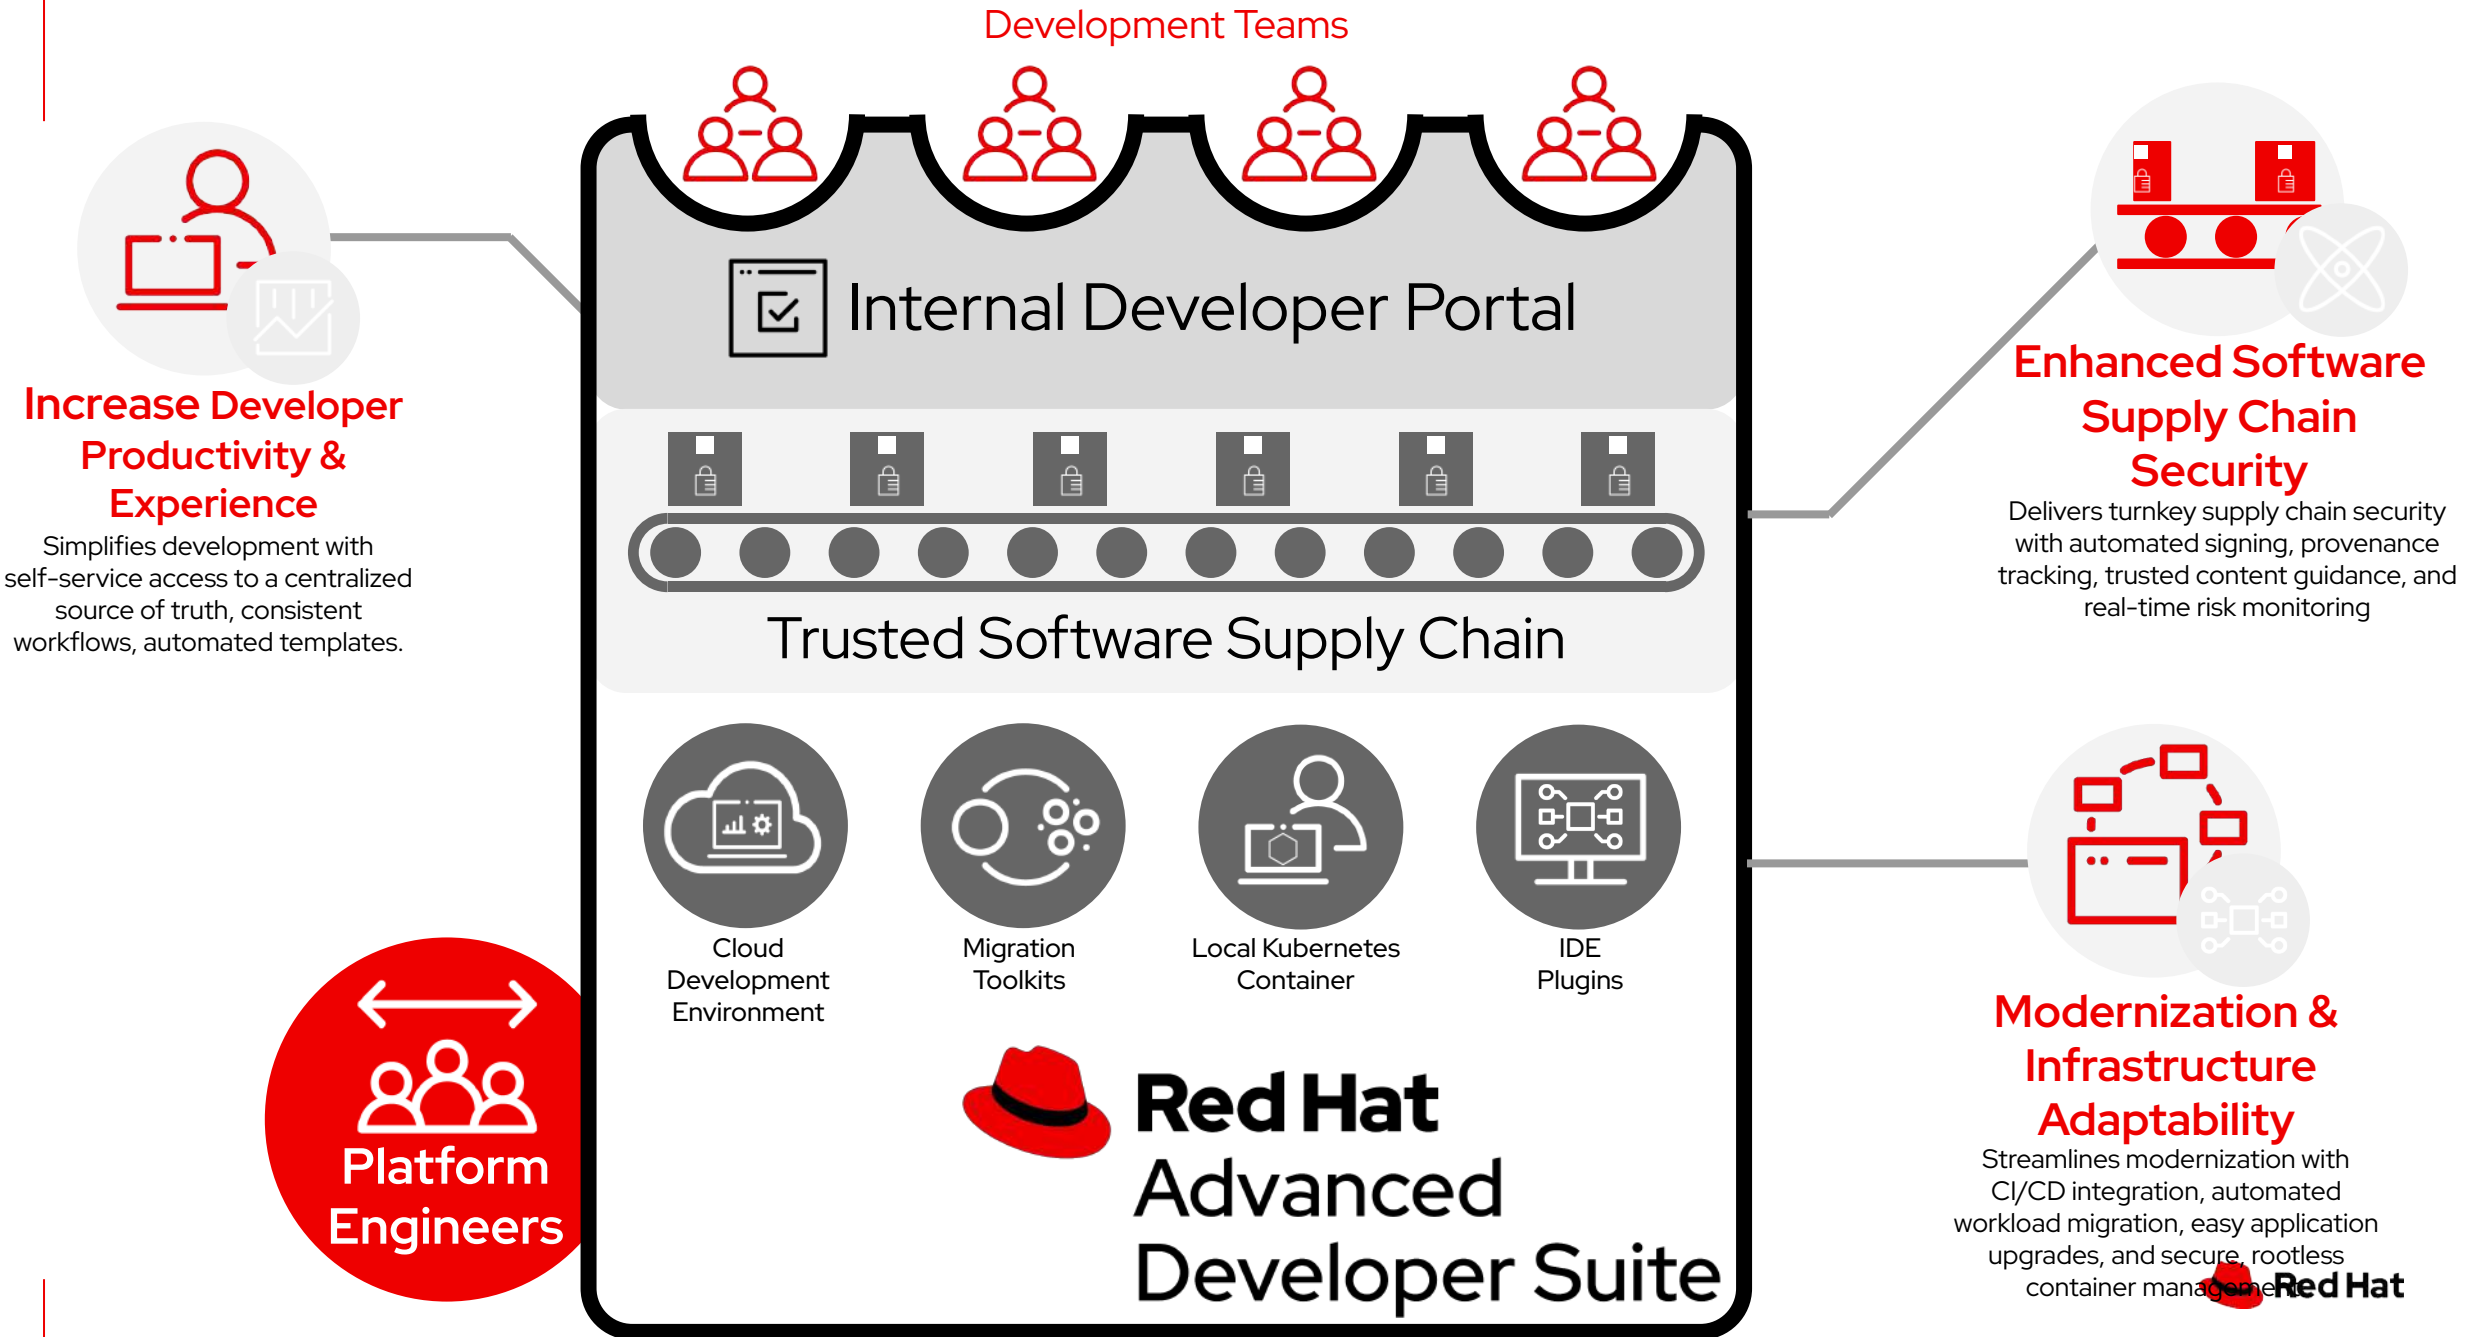 Development Teams
Internal Developer Portal
Increase Developer
Productivity &
Experience
Simplifies development with
self-service access to a centralized
source of truth, consistent
workflows, automated templates.
Enhanced Software
Supply Chain
Security
Delivers turnkey supply chain security
with automated signing, provenance
tracking, trusted content guidance, and
real-time risk monitoring
Trusted Software Supply Chain
Cloud
Development
Environment
Migration
Toolkits
Local Kubernetes
Container
IDE
Plugins
Platform
Engineers
Red Hat
Advanced
Developer Suite
Modernization &
Infrastructure
Adaptability
Streamlines modernization with
CI/CD integration, automated
workload migration, easy application
upgrades, and secure, rootless
container management
Red Hat